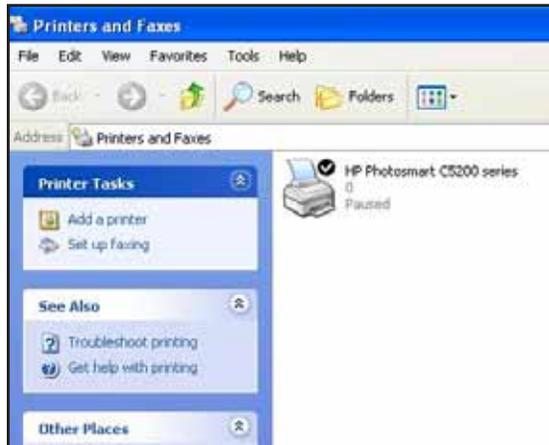 Printers and Faxes
File Edit View Favorites Tools Help
Back Search Folders
Address Printers and Faxes
Printer Tasks
Add a printer
Set up faxing
See Also
Troubleshoot printing
Get help with printing
Other Places
HP Photosmart C5200 series
0
Paused